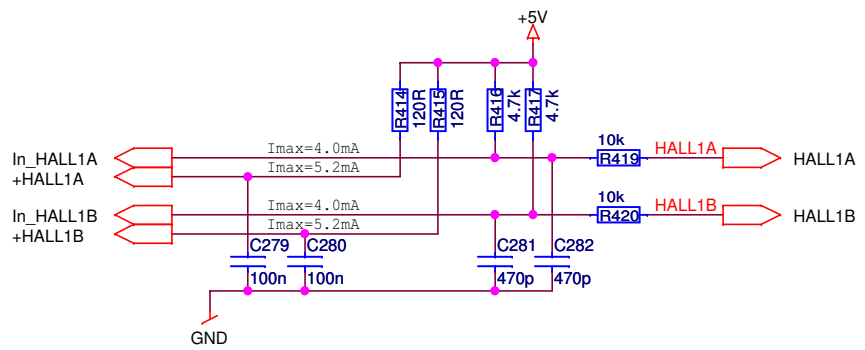 +5V
R414
120R
R415
120R
R416
4.7k
R417
4.7k
In_HALL1A
Imax=4.0mA
10k
R419
HALL1A
HALL1A
+HALL1A
Imax=5.2mA
In_HALL1B
Imax=4.0mA
10k
R420
HALL1B
HALL1B
+HALL1B
Imax=5.2mA
C279
100n
C280
100n
C281
470p
C282
470p
GND